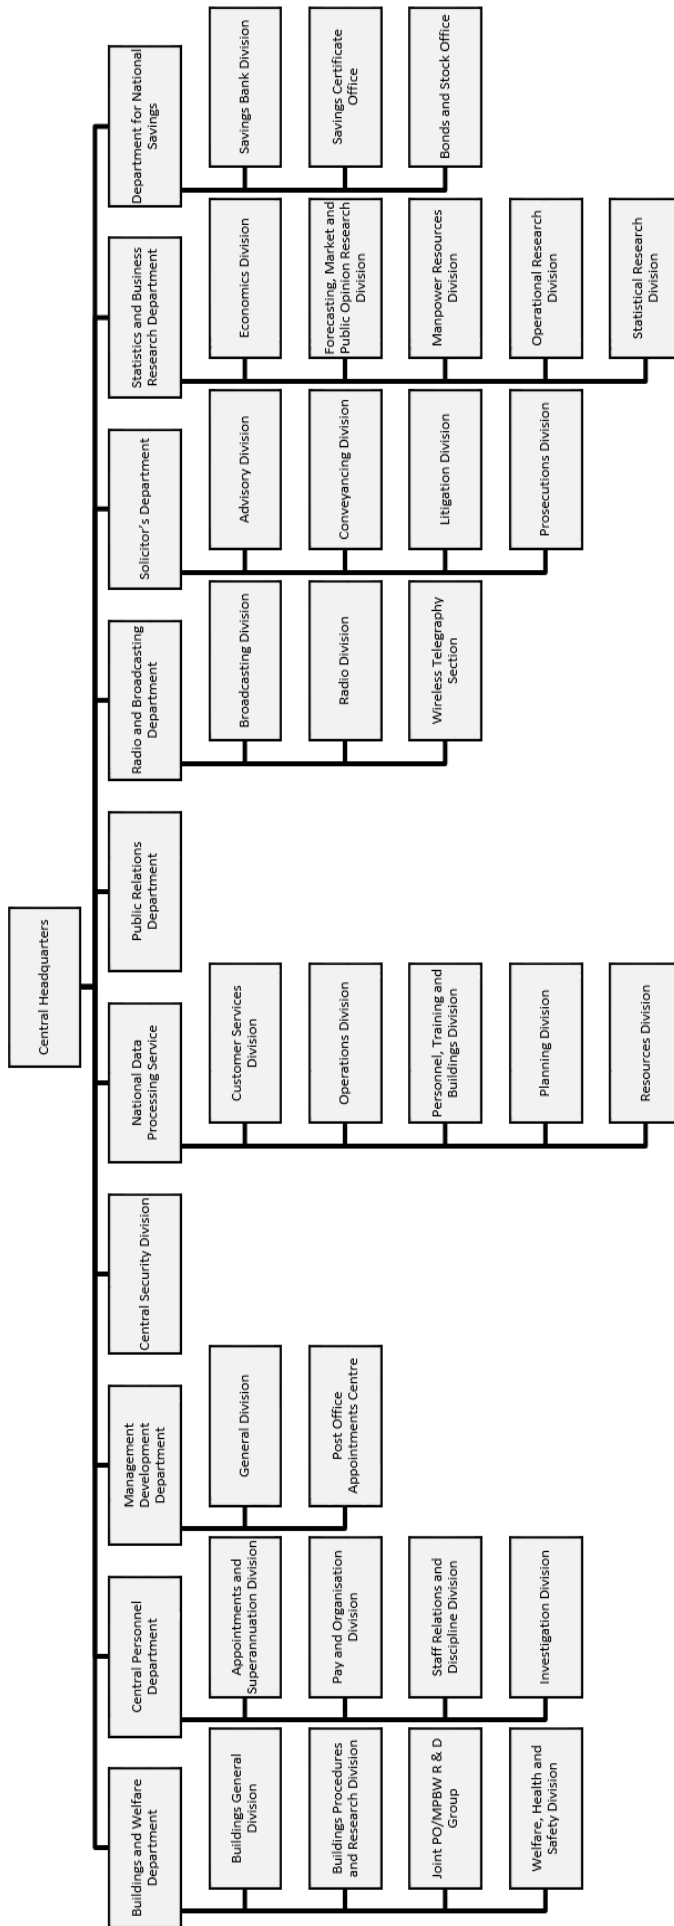 Central Headquarters
Buildings and Welfare
Department
Buildings General
Division
Buildings Procedures
and Research Division
Joint PO/MPBW R & D
Group
Welfare, Health and
Safety Division
Central Personnel
Department
Appointments and
Superannuation Division
Pay and Organisation
Division
Staff Relations and
Discipline Division
Investigation Division
Management
Development
Department
General Division
Post Office
Appointments Centre
Central Security Division
National Data
Processing Service
Customer Services
Division
Operations Division
Personnel, Training and
Buildings Division
Planning Division
Resources Division
Public Relations
Department
Radio and Broadcasting
Department
Broadcasting Division
Radio Division
Wireless Telegraphy
Section
Solicitor's Department
Advisory Division
Conveyancing Division
Litigation Division
Prosecutions Division
Statistics and Business
Research Department
Economics Division
Forecasting, Market and
Public Opinion Research
Division
Manpower Resources
Division
Operational Research
Division
Statistical Research
Division
Department for National
Savings
Savings Bank Division
Savings Certificate
Office
Bonds and Stock Office